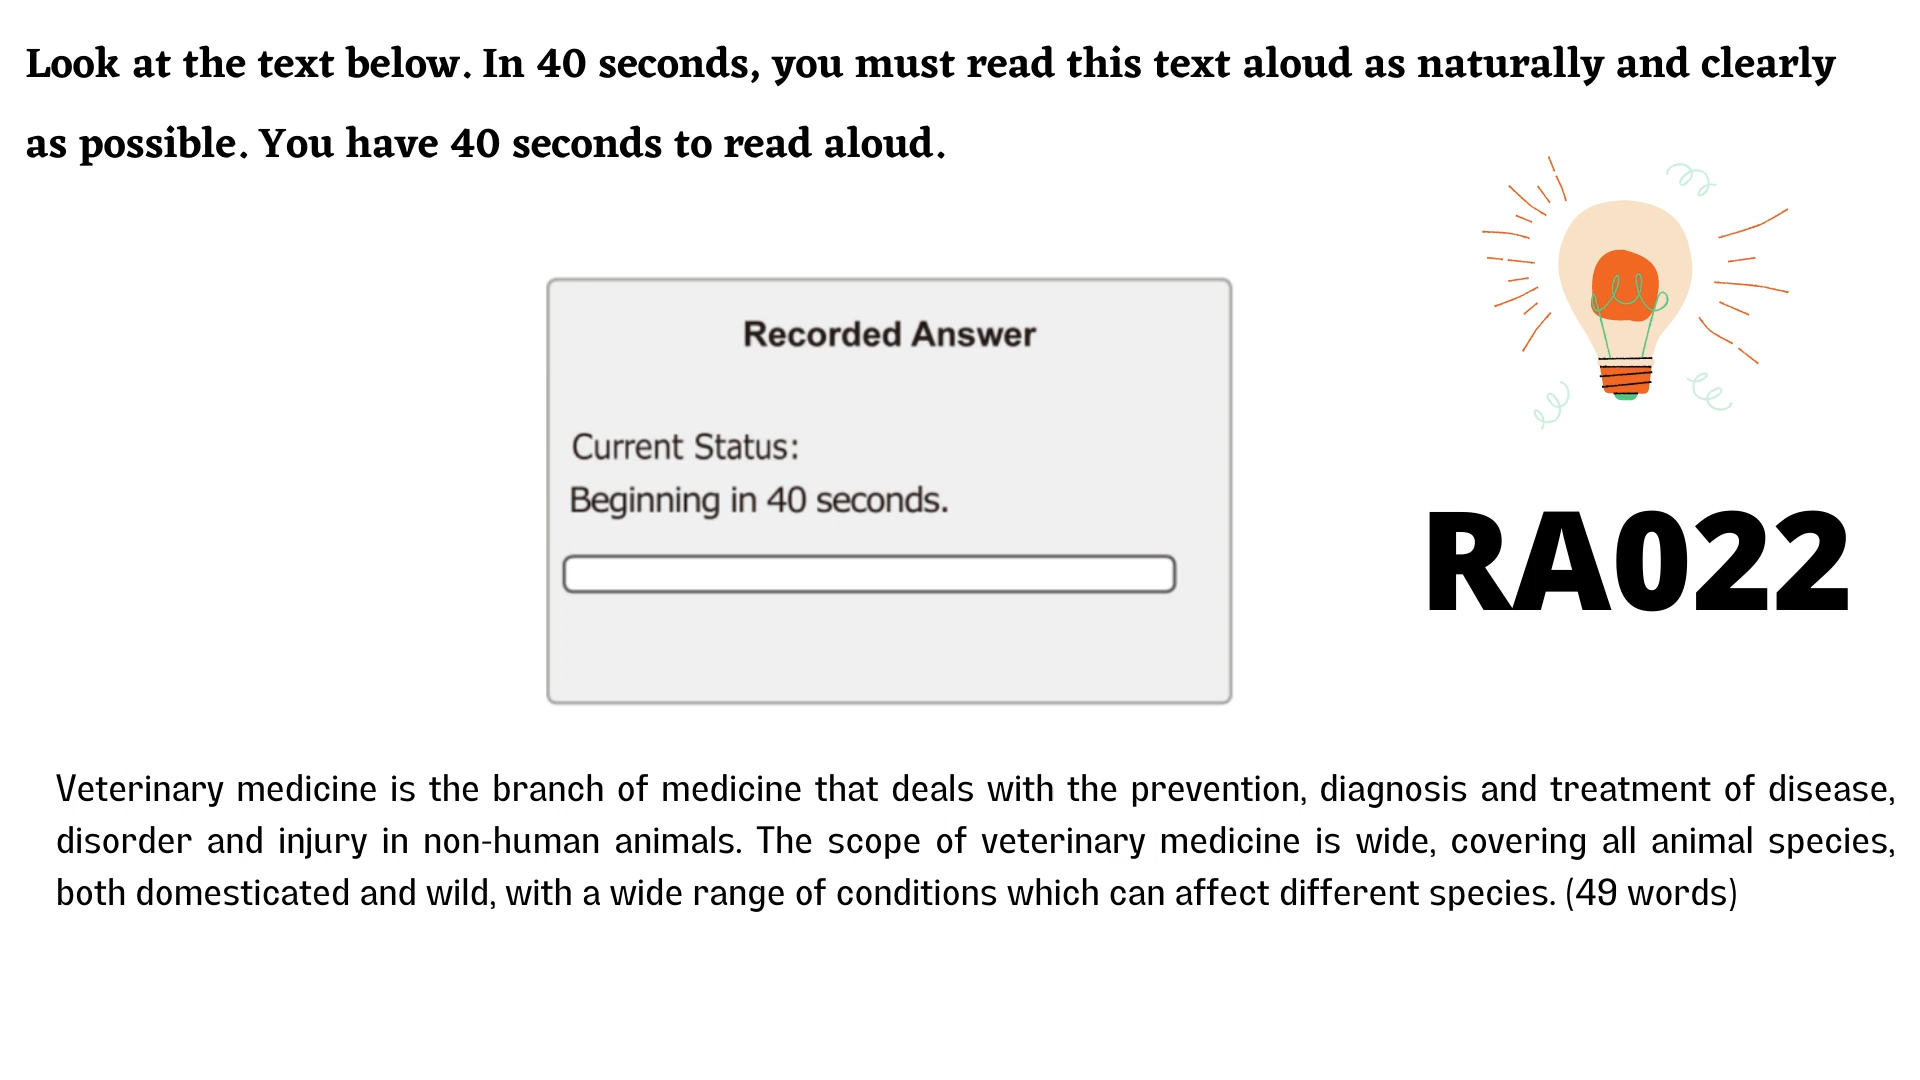 Look at the text below. In 40 seconds, you must read this text aloud as naturally and clearly
as possible. You have 40 seconds to read aloud.
Recorded Answer
Current Status:
Beginning in 40 seconds.
RA022
Veterinary medicine is the branch of medicine that deals with the prevention, diagnosis and treatment of disease,
disorder and injury in non-human animals. The scope of veterinary medicine is wide, covering all animal species,
both domesticated and wild, with a wide range of conditions which can affect different species. (49 words)